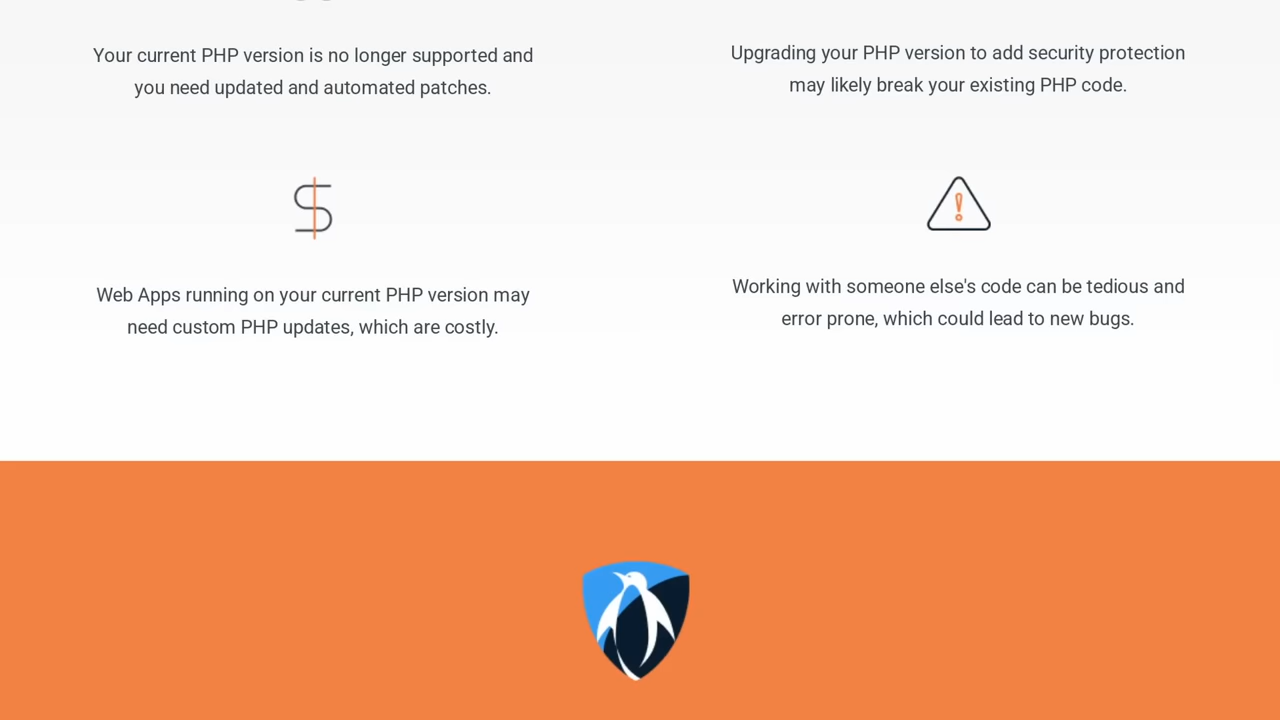 Your current PHP version is no longer supported and
you need updated and automated patches.
Upgrading your PHP version to add security protection
may likely break your existing PHP code.
Web Apps running on your current PHP version may
need custom PHP updates, which are costly.
Working with someone else's code can be tedious and
error prone, which could lead to new bugs.